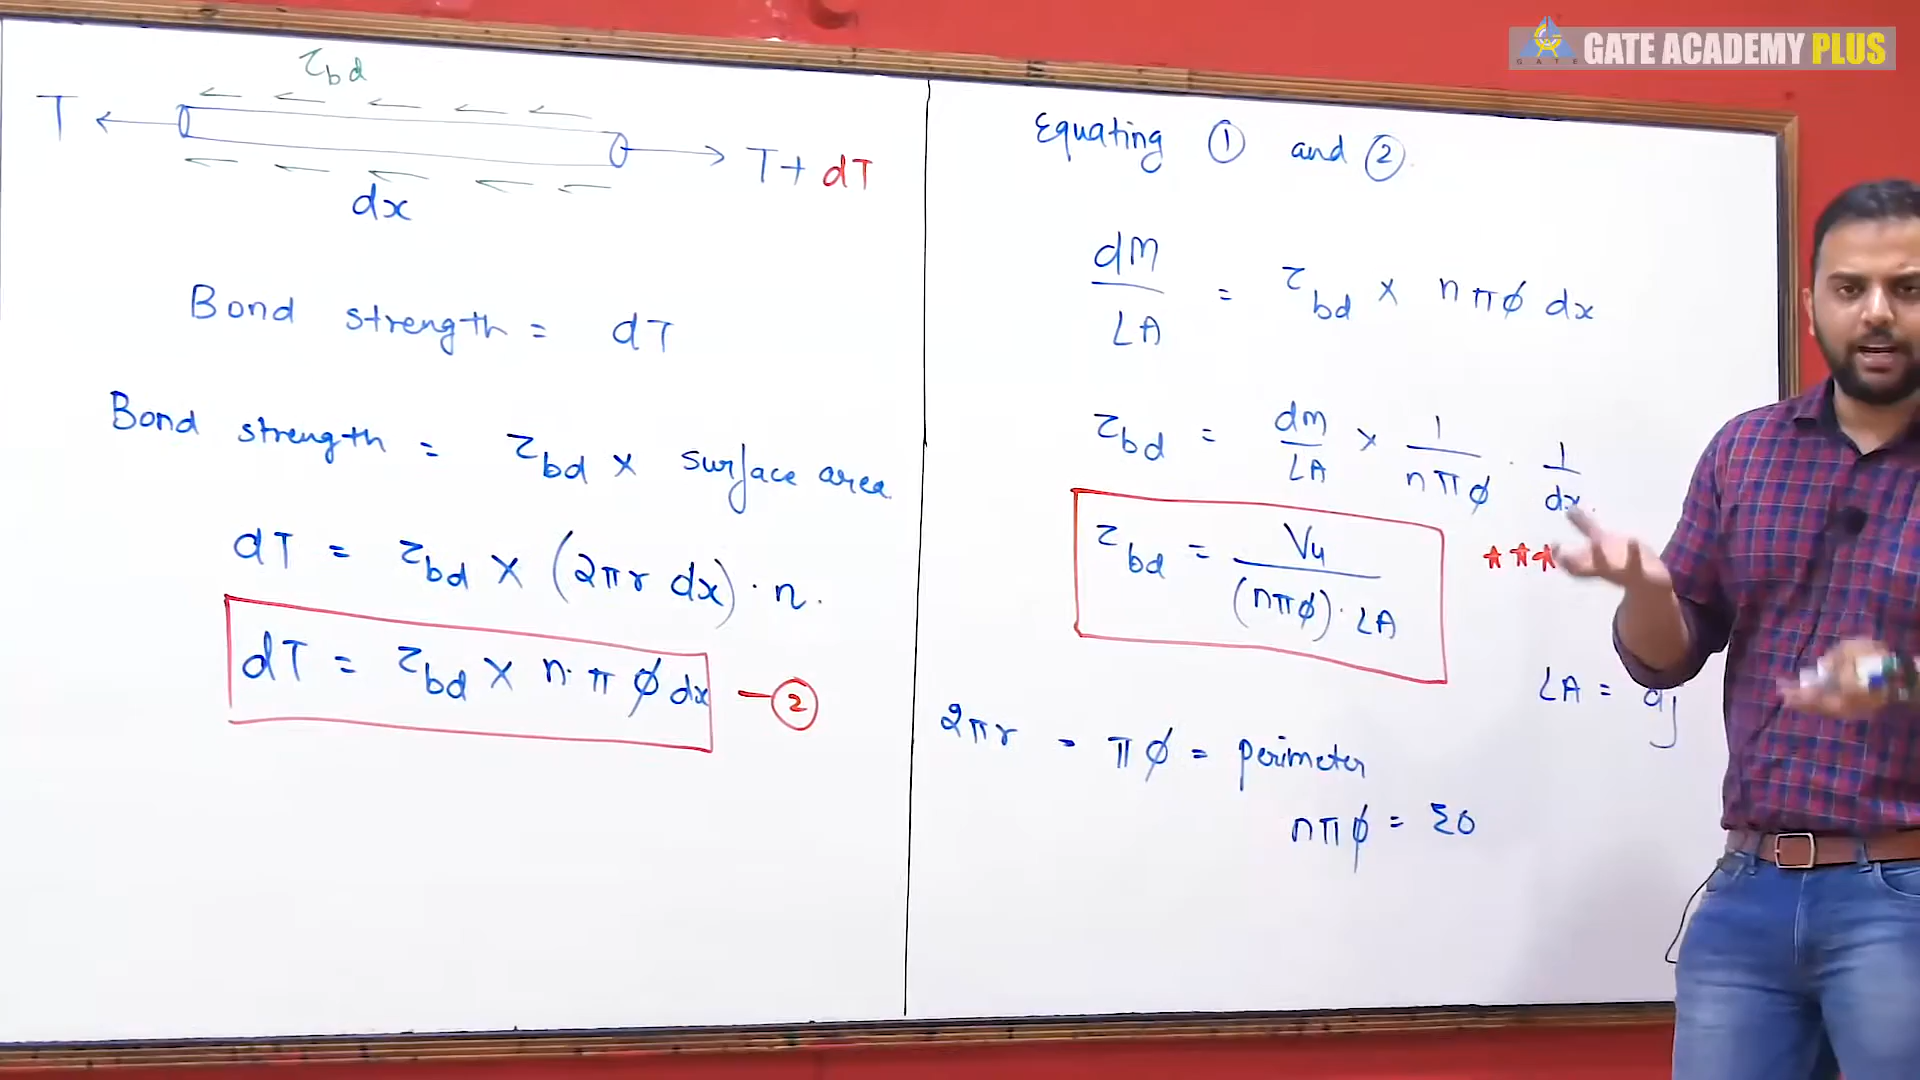 GATE ACADEMY PLUS
GATE
τbd
T
T + dT
dx
Bond strength = dT
Bond strength = τbd × surface area
dT = τbd × (2πr dx) · n.
dT = τbd × n · π φ dx — ②
Equating ① and ②.
dM/LA = τbd × nπφ dx
τbd = dM/LA × 1/nπφ · 1/dx
τbd = Vu/(nπφ) · LA
LA = dj
2πr = πφ = perimeter
nπφ = ΣO